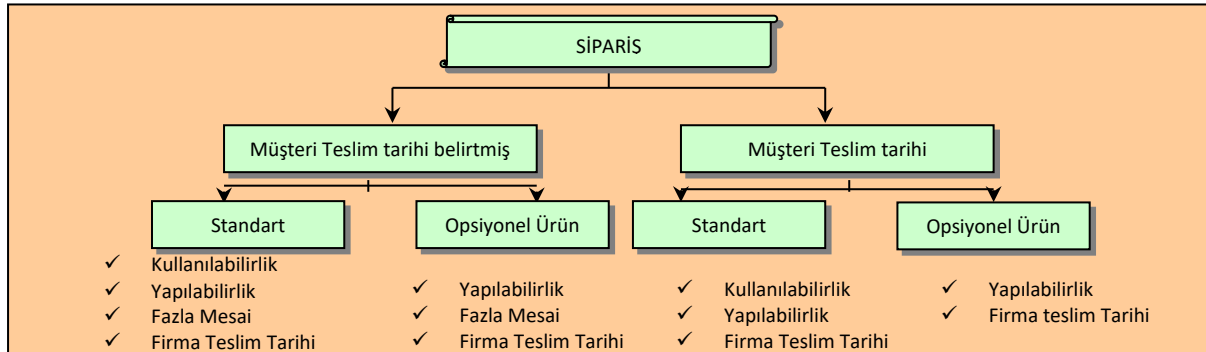 SİPARİŞ
Müşteri Teslim tarihi belirtmiş
Müşteri Teslim tarihi
Standart
Opsiyonel Ürün
Standart
Opsiyonel Ürün
✓ Kullanılabilirlik
✓ Yapılabilirlik
✓ Fazla Mesai
✓ Firma Teslim Tarihi
✓ Yapılabilirlik
✓ Fazla Mesai
✓ Firma Teslim Tarihi
✓ Kullanılabilirlik
✓ Yapılabilirlik
✓ Firma Teslim Tarihi
✓ Yapılabilirlik
✓ Firma teslim Tarihi